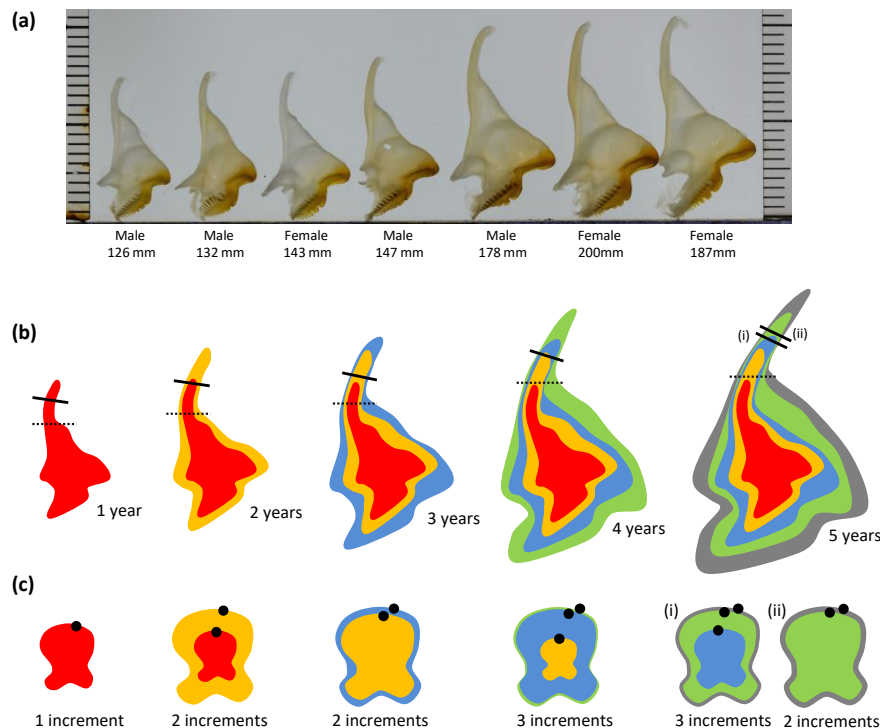 (a)
Male Male Female Male Male Female Female
126 mm 132 mm 143 mm 147 mm 178 mm 200mm 187mm
(b)
(i) (ii)
1 year 2 years 3 years 4 years 5 years
(c)
(i) (ii)
1 increment 2 increments 2 increments 3 increments 3 increments 2 increments